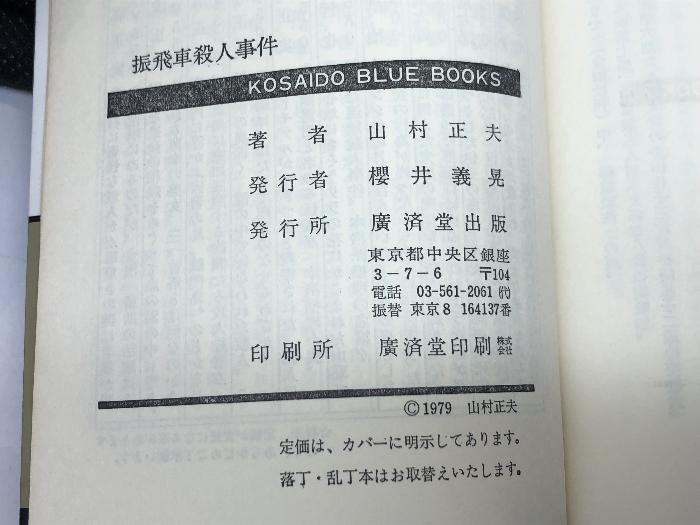 振飛車殺人事件
KOSAIDO BLUE BOOKS
著者 山村正夫
発行者 櫻井義晃
発行所 廣済堂出版
東京都中央区銀座
3-7-6 〒104
電話 03-561-2061 ㈹
振替 東京8 164137番
印刷所 廣済堂印刷株式会社
©1979 山村正夫
定価は、カバーに明示してあります。
落丁・乱丁本はお取替えいたします。